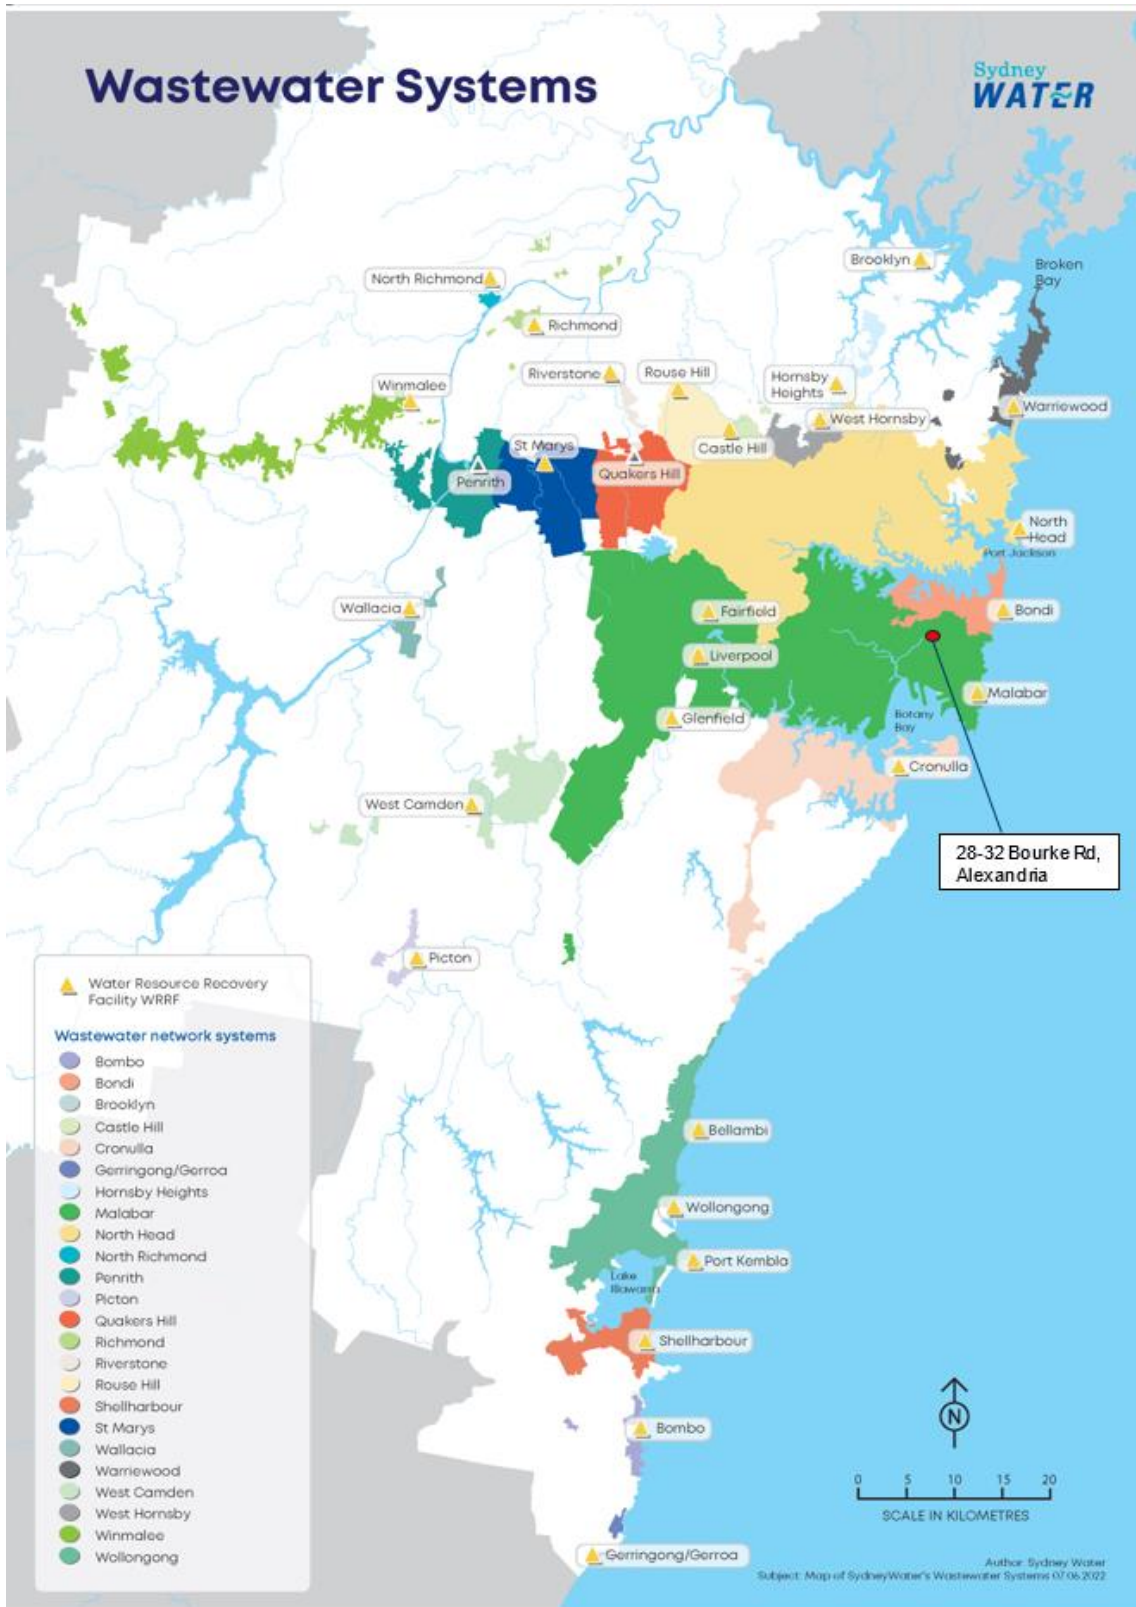 Wastewater Systems
Sydney
WATER
Brooklyn
Broken
Bay
North Richmond
Richmond
Riverstone
Rouse Hill
Hornsby
Heights
Winmalee
Warriewood
West Hornsby
St Marys
Castle Hill
Quakers Hill
Penrith
North
Head
Port Jackson
Wallacia
Fairfield
Bondi
Liverpool
Malabar
Glenfield
Botany
Bay
Cronulla
West Camden
28-32 Bourke Rd,
Alexandria
Picton
Water Resource Recovery
Facility WRRF
Wastewater network systems
Bombo
Bondi
Brooklyn
Castle Hill
Cronulla
Gerringong/Gerroa
Hornsby Heights
Malabar
North Head
North Richmond
Penrith
Picton
Quakers Hill
Richmond
Riverstone
Rouse Hill
Shellharbour
St Marys
Wallacia
Warriewood
West Camden
West Hornsby
Winmalee
Wollongong
Bellambi
Wollongong
Port Kembla
Lake
Illawarra
Shellharbour
Bombo
Gerringong/Gerroa
N
0 5 10 15 20
SCALE IN KILOMETRES
Author: Sydney Water
Subject: Map of SydneyWater's Wastewater Systems 07.06.2022